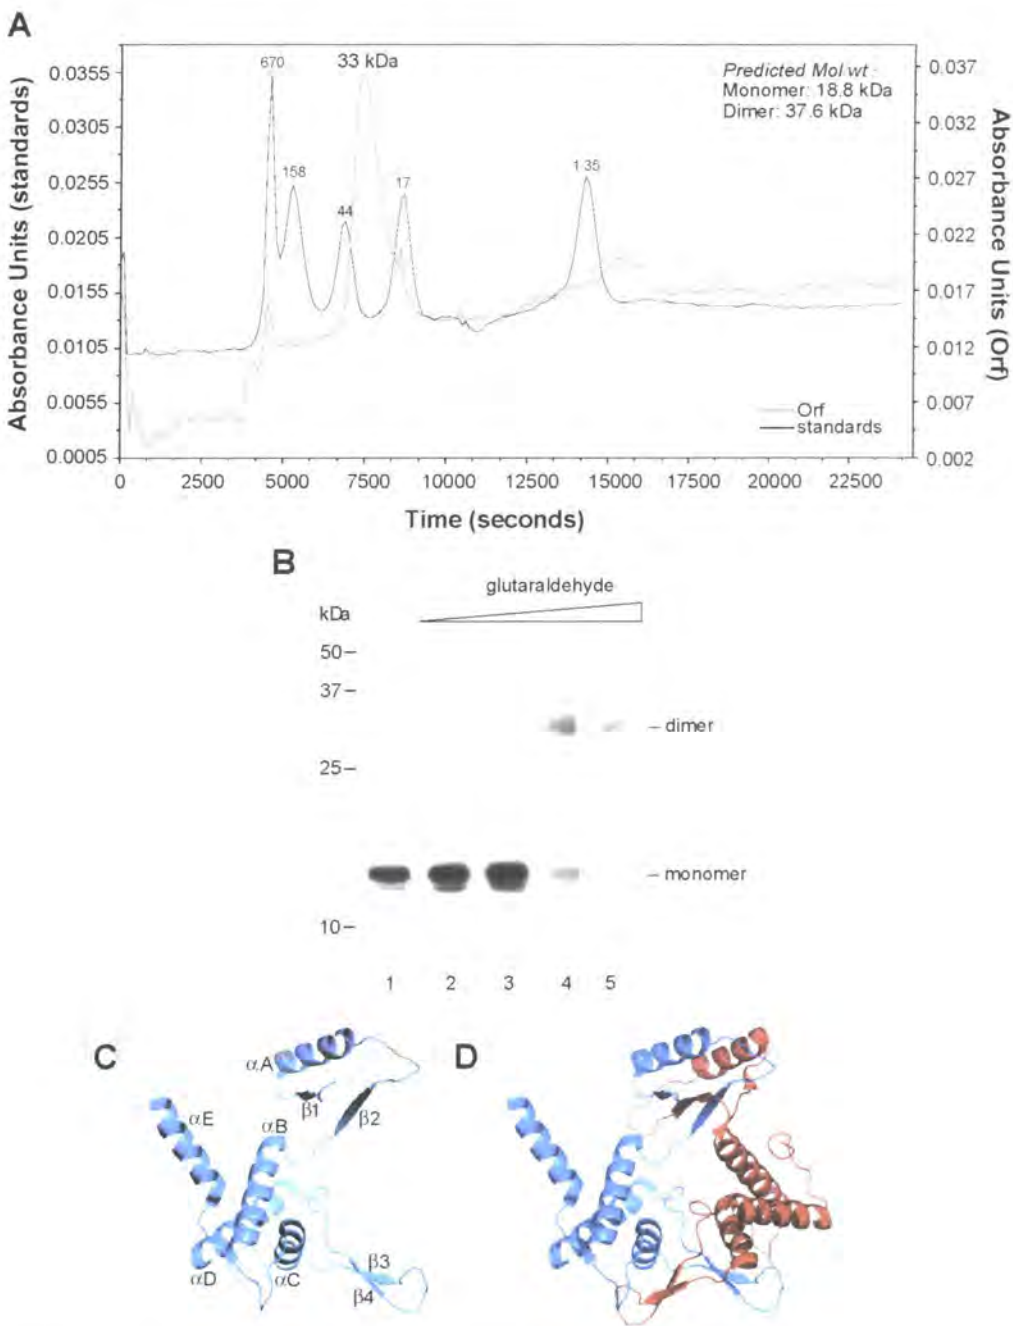 A
670
33 kDa
158
44
17
1 35
Predicted Mol.wt :
Monomer: 18.8 kDa
Dimer: 37.6 kDa
Absorbance Units (standards)
0.0355
0.0305
0.0255
0.0205
0.0155
0.0105
0.0055
0.0005
0.037
0.032
0.027
0.022
0.017
0.012
0.007
0.002
Absorbance Units (Orf)
Orf
standards
0 2500 5000 7500 10000 12500 15000 17500 20000 22500
Time (seconds)
B
glutaraldehyde
kDa
50
37
25
10
dimer
monomer
1 2 3 4 5
C
αA
β1
β2
αE
αB
αD
αC
β3
β4
D